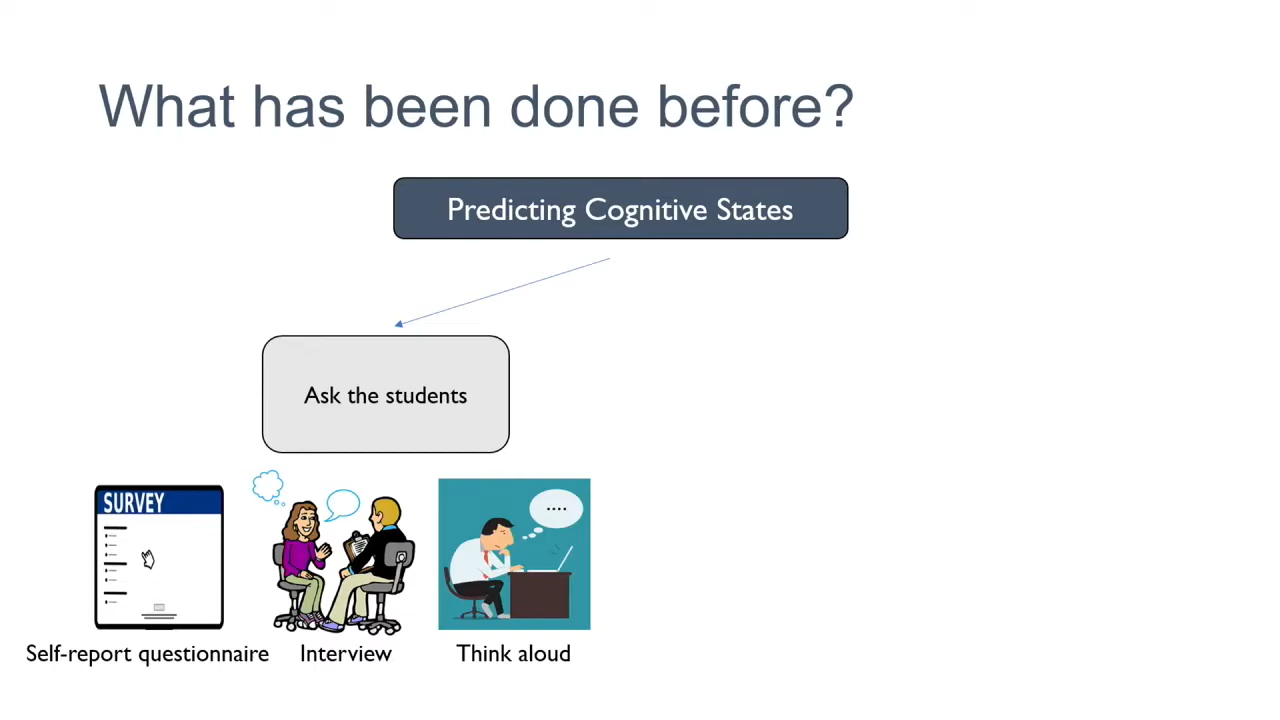 What has been done before?
Predicting Cognitive States
Ask the students
SURVEY
....
Self-report questionnaire
Interview
Think aloud